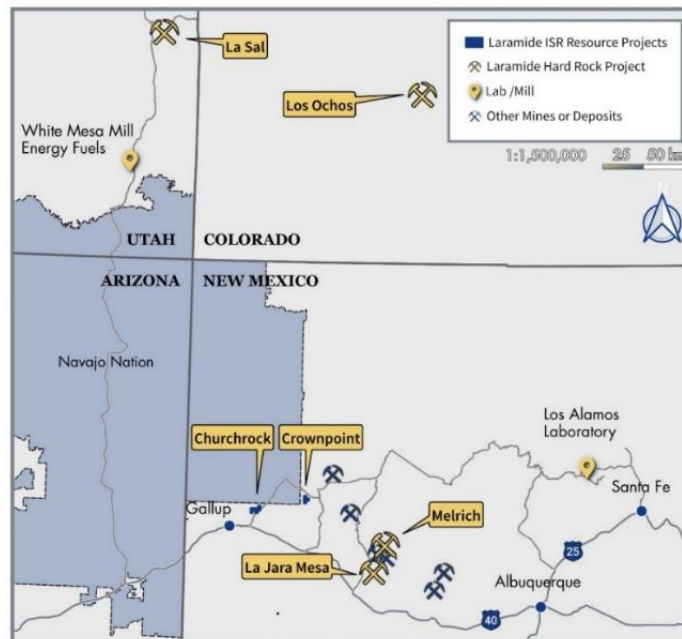 La Sal
Los Ochos
Laramide ISR Resource Projects
Laramide Hard Rock Project
Lab /Mill
Other Mines or Deposits
1:1,500,000 25 50 km
N
White Mesa Mill
Energy Fuels
UTAH COLORADO
ARIZONA NEW MEXICO
Navajo Nation
Churchrock
Crownpoint
Los Alamos
Laboratory
Santa Fe
Gallup
Melrich
La Jara Mesa
25
Albuquerque
40